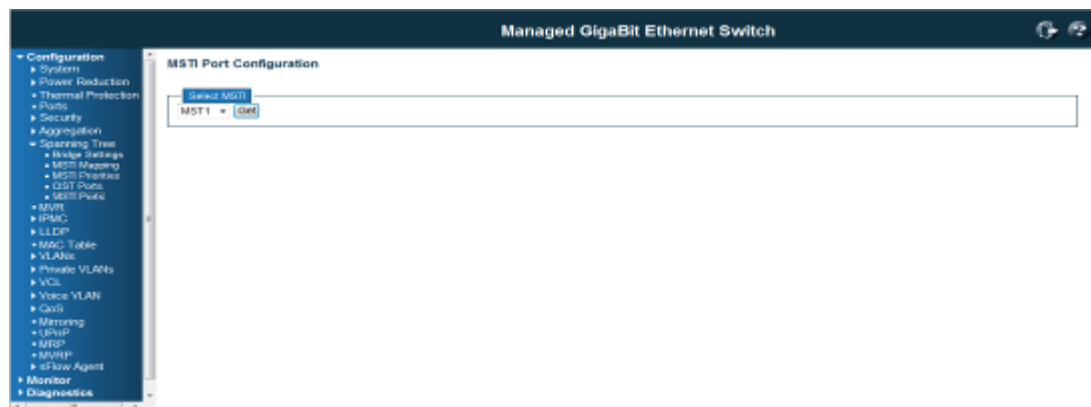 Managed GigaBit Ethernet Switch
Configuration
System
Power Reduction
Thermal Protection
Ports
Security
Aggregation
Spanning Tree
Bridge Settings
MSTI Mapping
MSTI Priorities
CIST Ports
MSTI Ports
MVR
IPMC
LLDP
MAC Table
VLANs
Private VLANs
VCL
Voice VLAN
QoS
Mirroring
UPnP
MRP
MVRP
sFlow Agent
Monitor
Diagnostics
MSTI Port Configuration
Select MSTI
MST1 Get